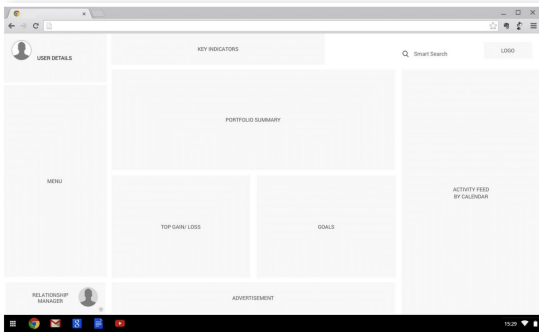 USER DETAILS
KEY INDICATORS
Smart Search
LOGO
PORTFOLIO SUMMARY
MENU
ACTIVITY FEED
BY CALENDAR
TOP GAIN/ LOSS
GOALS
RELATIONSHIP
MANAGER
ADVERTISEMENT
15:29